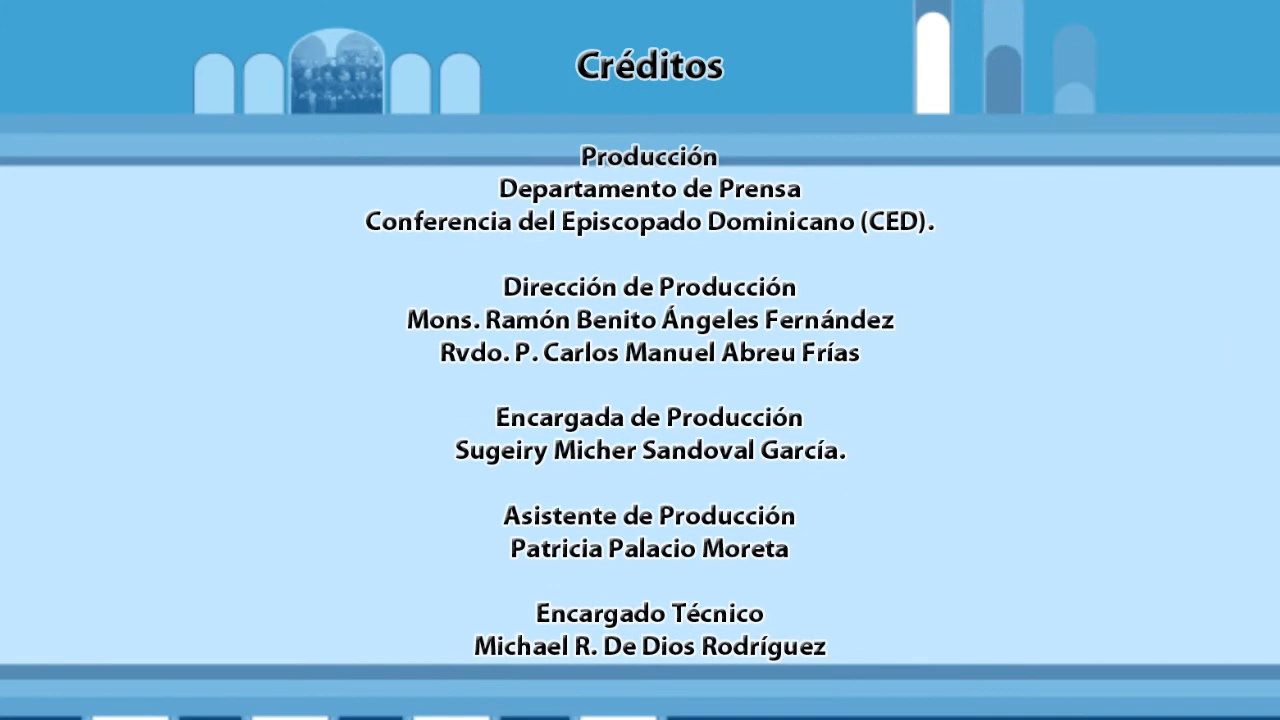 Créditos
Producción
Departamento de Prensa
Conferencia del Episcopado Dominicano (CED).
Dirección de Producción
Mons. Ramón Benito Ángeles Fernández
Rvdo. P. Carlos Manuel Abreu Frías
Encargada de Producción
Sugeiry Micher Sandoval García.
Asistente de Producción
Patricia Palacio Moreta
Encargado Técnico
Michael R. De Dios Rodríguez